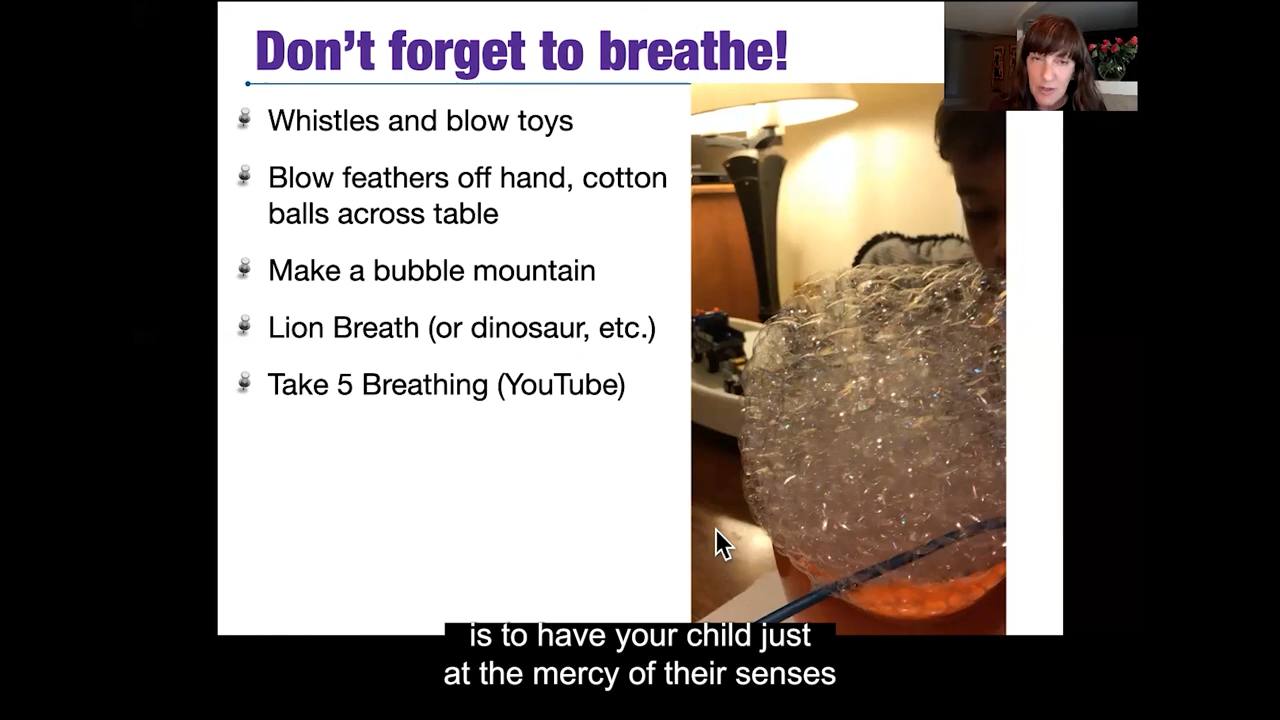 Don't forget to breathe!
Whistles and blow toys
Blow feathers off hand, cotton
balls across table
Make a bubble mountain
Lion Breath (or dinosaur, etc.)
Take 5 Breathing (YouTube)
is to have your child just
at the mercy of their senses